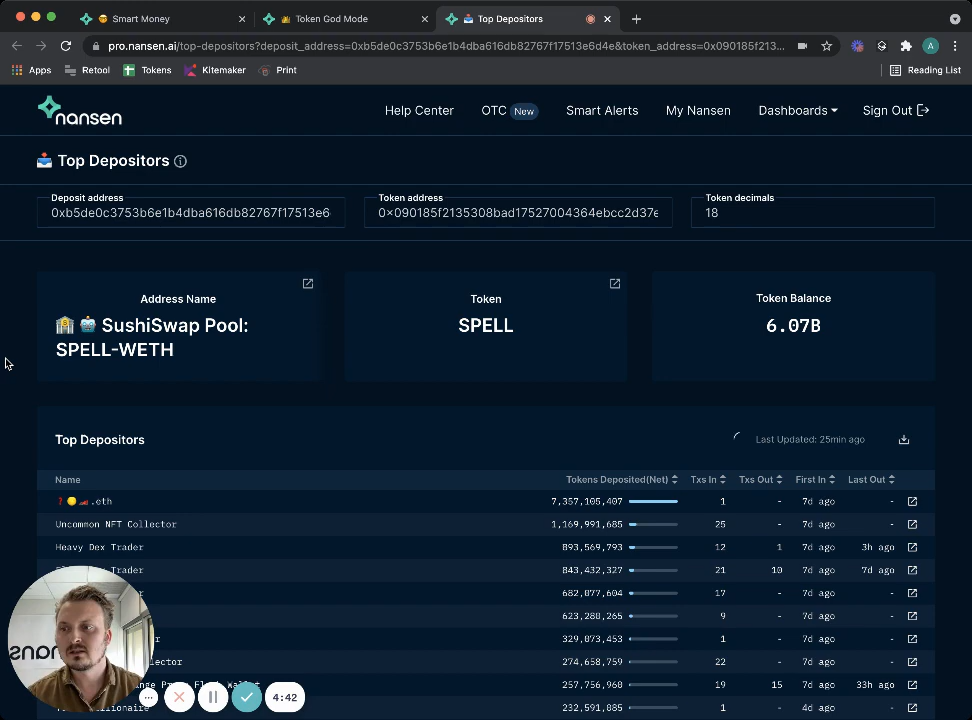 Smart Money
Token God Mode
Top Depositors
pro.nansen.ai/top-depositors?deposit_address=0xb5de0c3753b6e1b4dba616db82767f17513e6d4e&token_address=0x090185f213...
A
Apps
Retool
Tokens
Kitemaker
Print
Reading List
nansen
Help Center
OTC New
Smart Alerts
My Nansen
Dashboards
Sign Out
Top Depositors
Deposit address
0xb5de0c3753b6e1b4dba616db82767f17513e6
Token address
0x090185f2135308bad17527004364ebcc2d37e
Token decimals
18
Address Name
SushiSwap Pool:
SPELL-WETH
Token
SPELL
Token Balance
6.07B
Top Depositors
Last Updated: 25min ago
Name Tokens Deposited(Net) Txs In Txs Out First In Last Out
.eth 7,357,105,407 1 - 7d ago -
Uncommon NFT Collector 1,169,991,685 25 - 7d ago -
Heavy Dex Trader 893,569,793 12 1 7d ago 3h ago
Trader 843,432,327 21 10 7d ago 7d ago
682,077,604 17 - 7d ago -
623,280,265 9 - 7d ago -
329,073,453 1 - 7d ago -
274,658,759 22 - 7d ago -
257,756,960 19 15 7d ago 33h ago
232,591,085 1 - 4d ago -
4:42